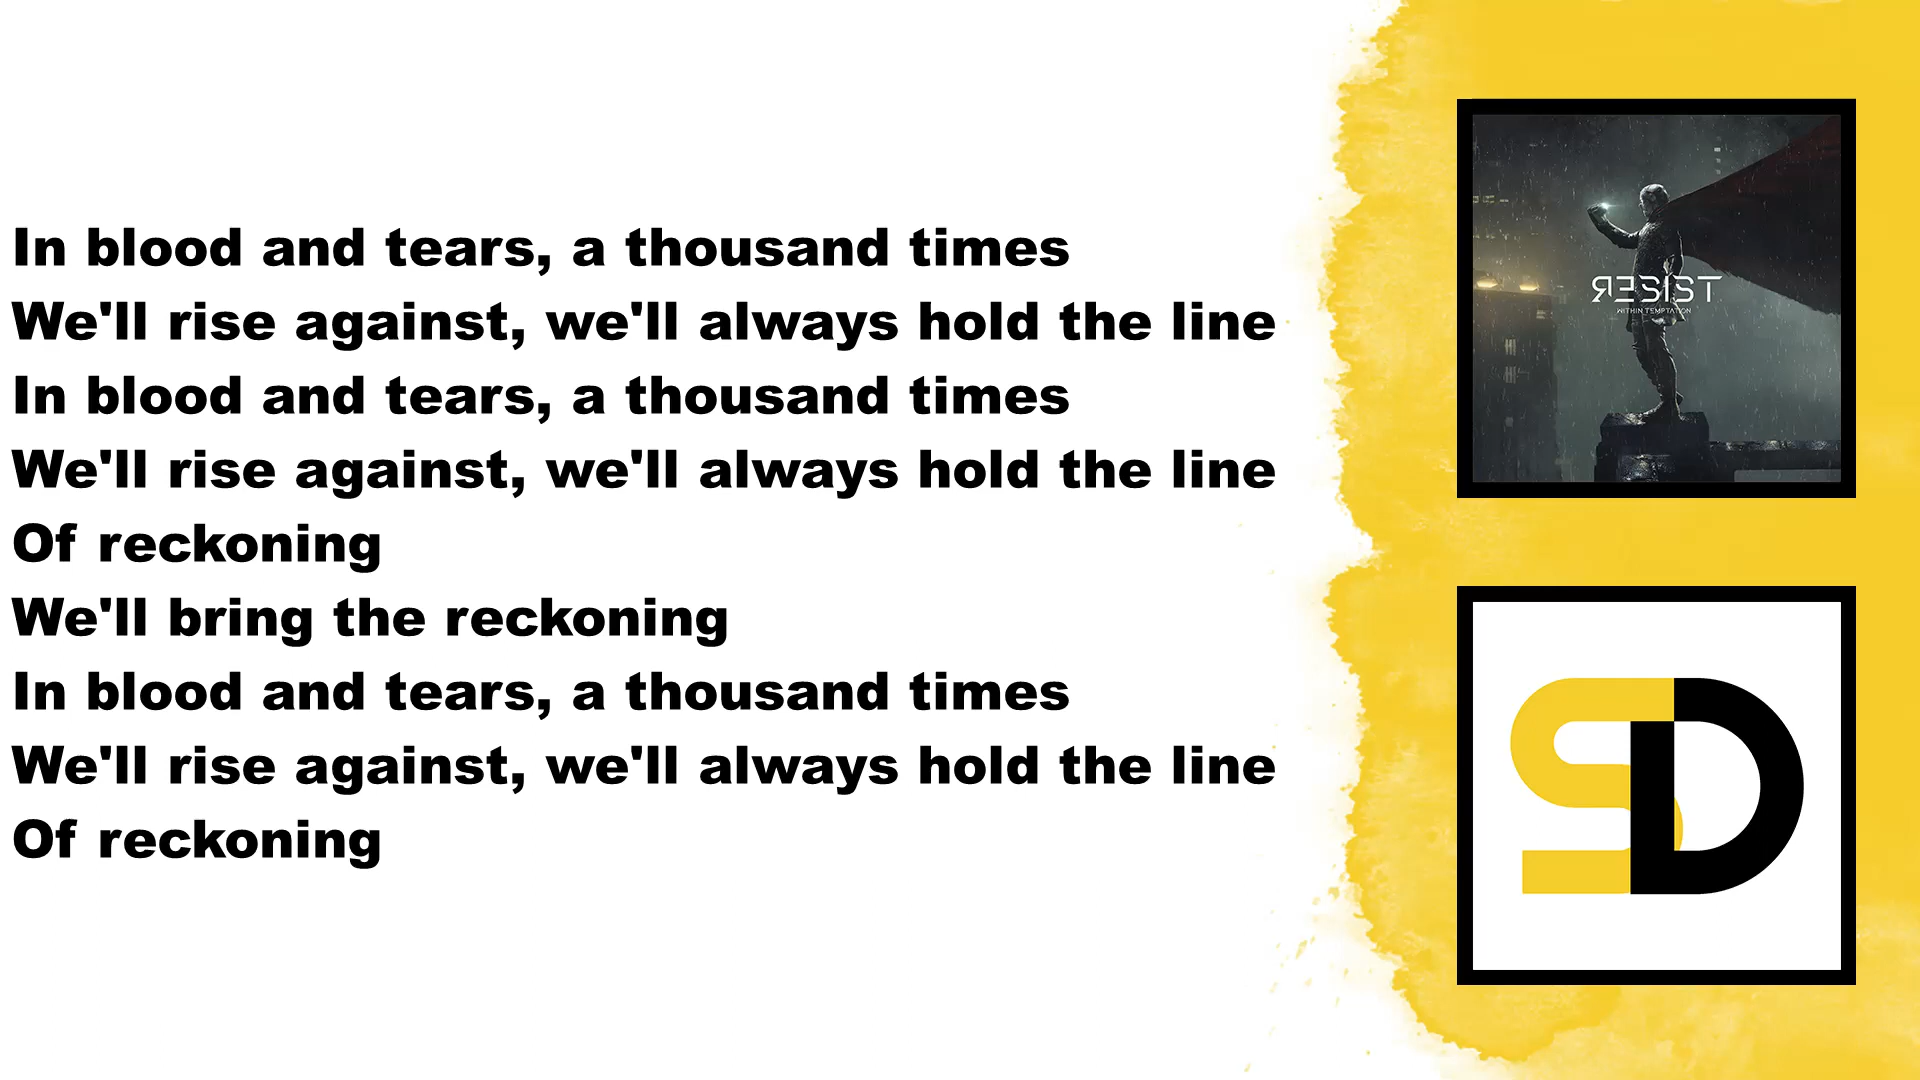 In blood and tears, a thousand times
We'll rise against, we'll always hold the line
In blood and tears, a thousand times
We'll rise against, we'll always hold the line
Of reckoning
We'll bring the reckoning
In blood and tears, a thousand times
We'll rise against, we'll always hold the line
Of reckoning
RESIST
WITHIN TEMPTATION
SD